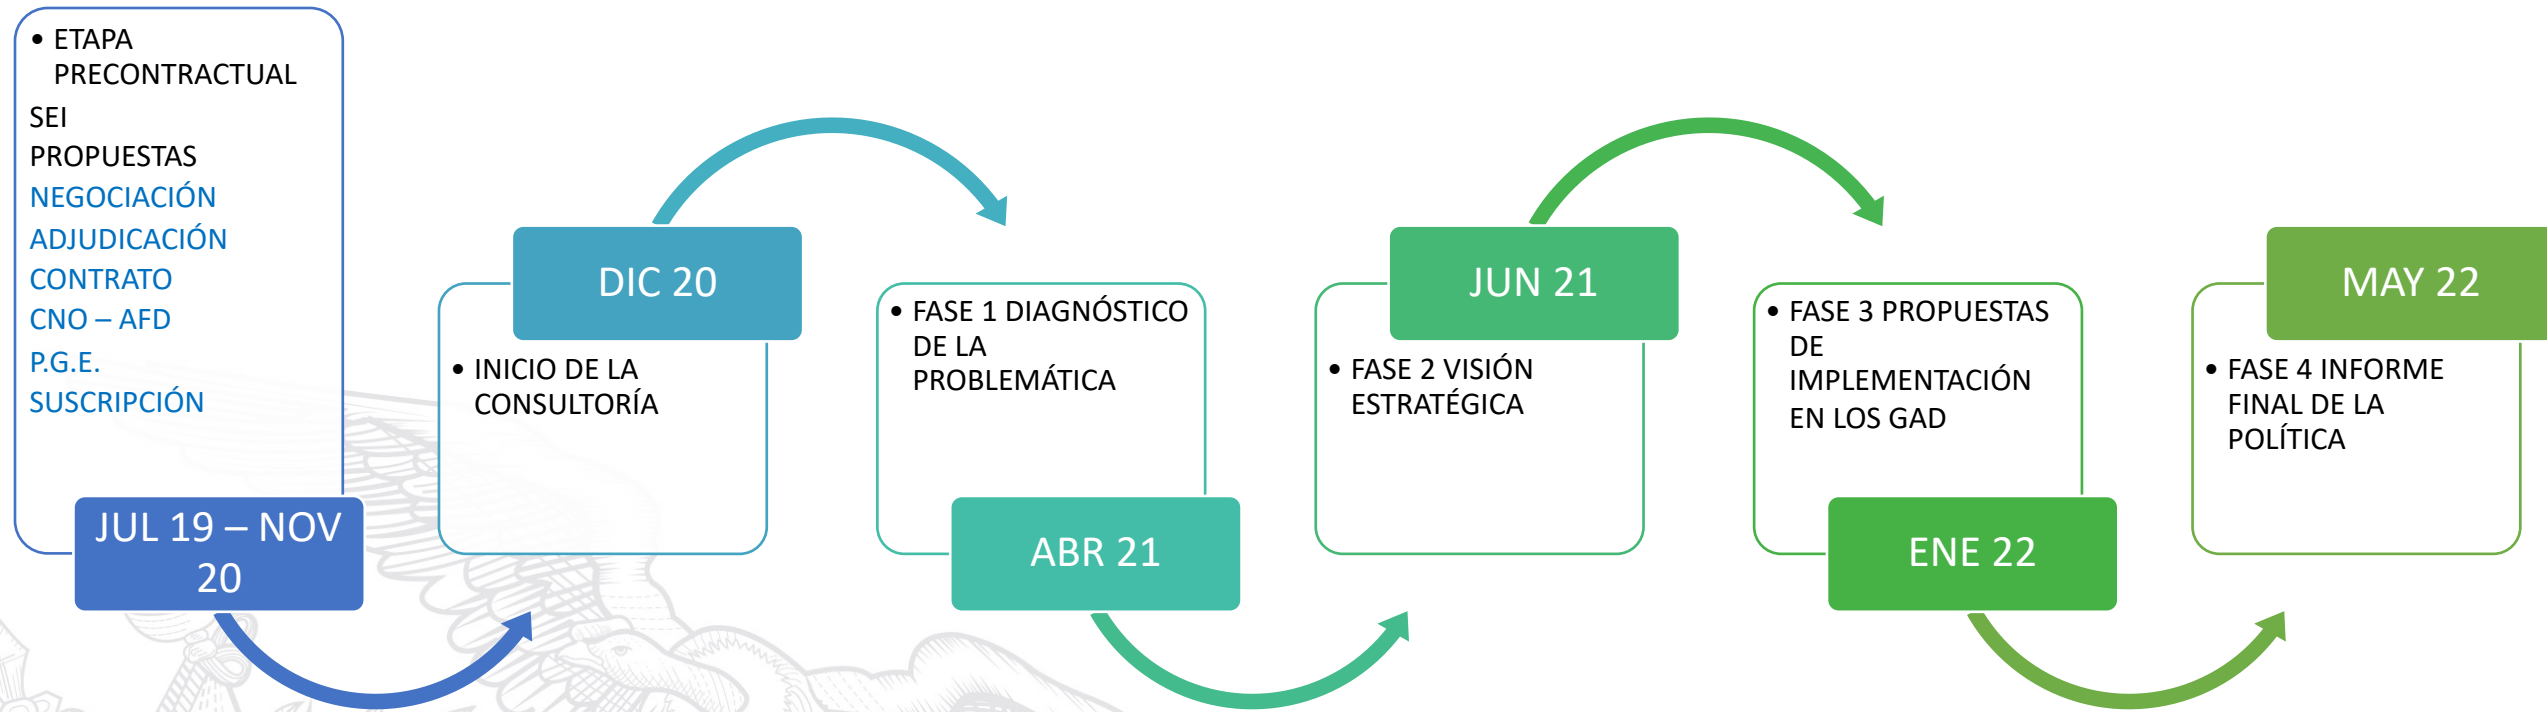 • ETAPA
PRECONTRACTUAL
SEI
PROPUESTAS
NEGOCIACIÓN
ADJUDICACIÓN
CONTRATO
CNO – AFD
P.G.E.
SUSCRIPCIÓN
JUL 19 – NOV
20
DIC 20
• INICIO DE LA
CONSULTORÍA
• FASE 1 DIAGNÓSTICO
DE LA
PROBLEMÁTICA
ABR 21
JUN 21
• FASE 2 VISIÓN
ESTRATÉGICA
• FASE 3 PROPUESTAS
DE
IMPLEMENTACIÓN
EN LOS GAD
ENE 22
MAY 22
• FASE 4 INFORME
FINAL DE LA
POLÍTICA